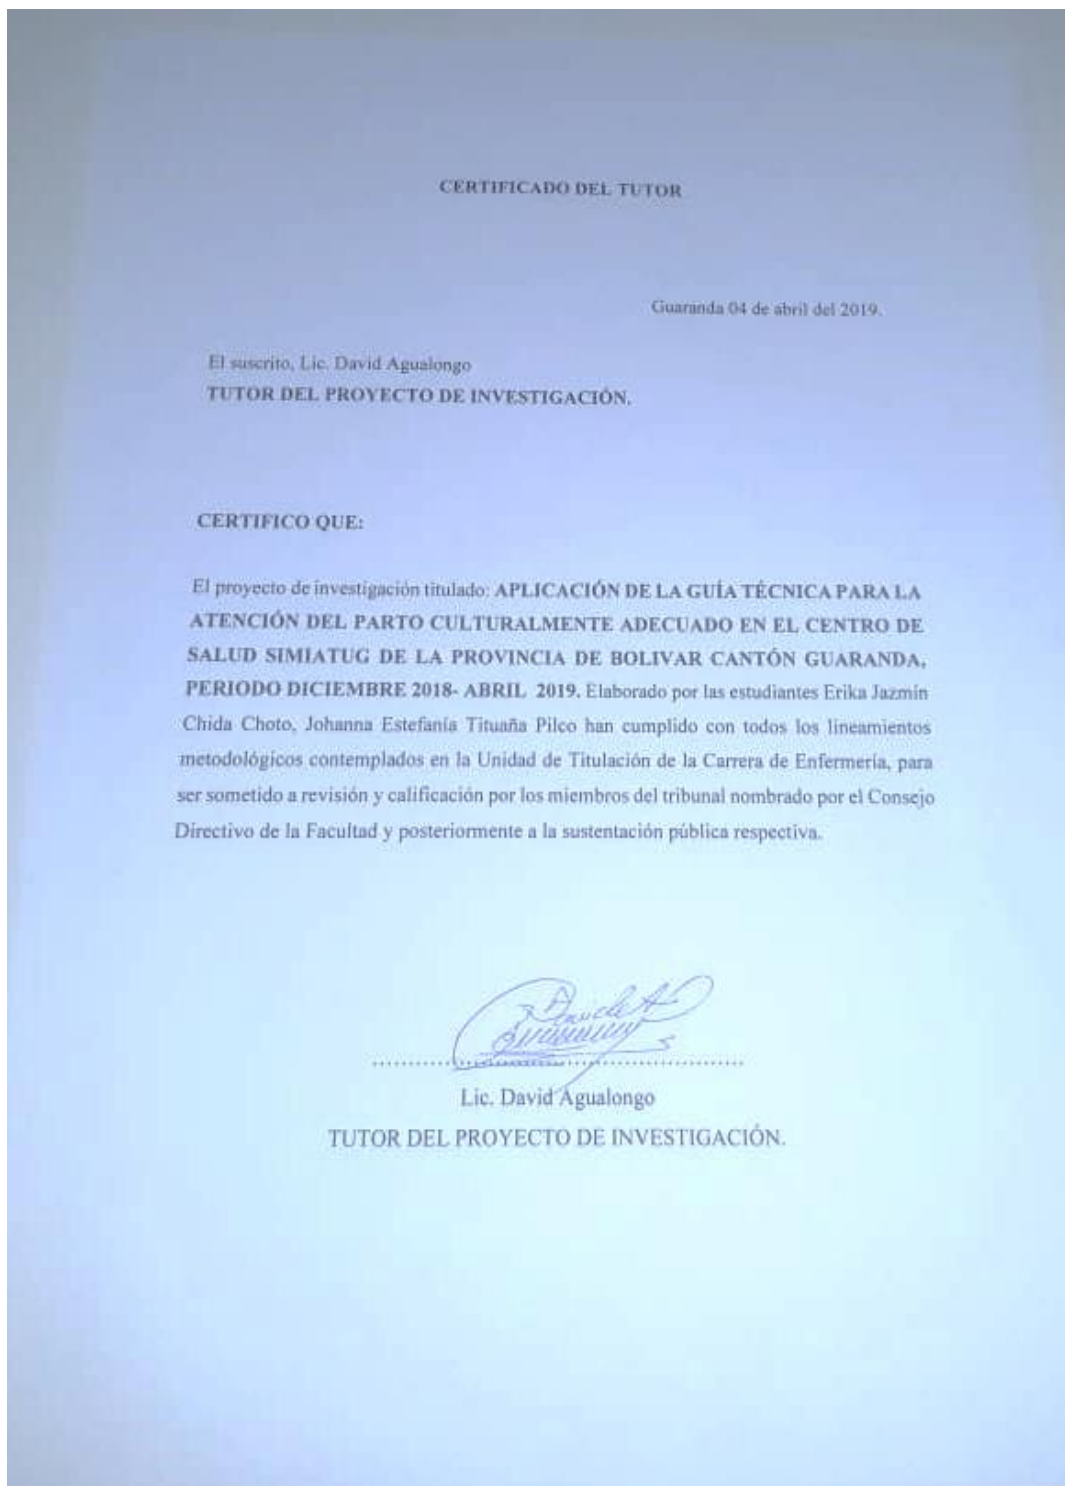 CERTIFICADO DEL TUTOR
Guaranda 04 de abril del 2019.
El suscrito, Lic. David Agualongo
TUTOR DEL PROYECTO DE INVESTIGACIÓN.
CERTIFICO QUE:
El proyecto de investigación titulado: APLICACIÓN DE LA GUÍA TÉCNICA PARA LA
ATENCIÓN DEL PARTO CULTURALMENTE ADECUADO EN EL CENTRO DE
SALUD SIMIATUG DE LA PROVINCIA DE BOLIVAR CANTÓN GUARANDA,
PERIODO DICIEMBRE 2018- ABRIL 2019. Elaborado por las estudiantes Erika Jazmín
Chida Choto, Johanna Estefanía Tituaña Pilco han cumplido con todos los lineamientos
metodológicos contemplados en la Unidad de Titulación de la Carrera de Enfermería, para
ser sometido a revisión y calificación por los miembros del tribunal nombrado por el Consejo
Directivo de la Facultad y posteriormente a la sustentación pública respectiva.
David A
Lic. David Agualongo
TUTOR DEL PROYECTO DE INVESTIGACIÓN.